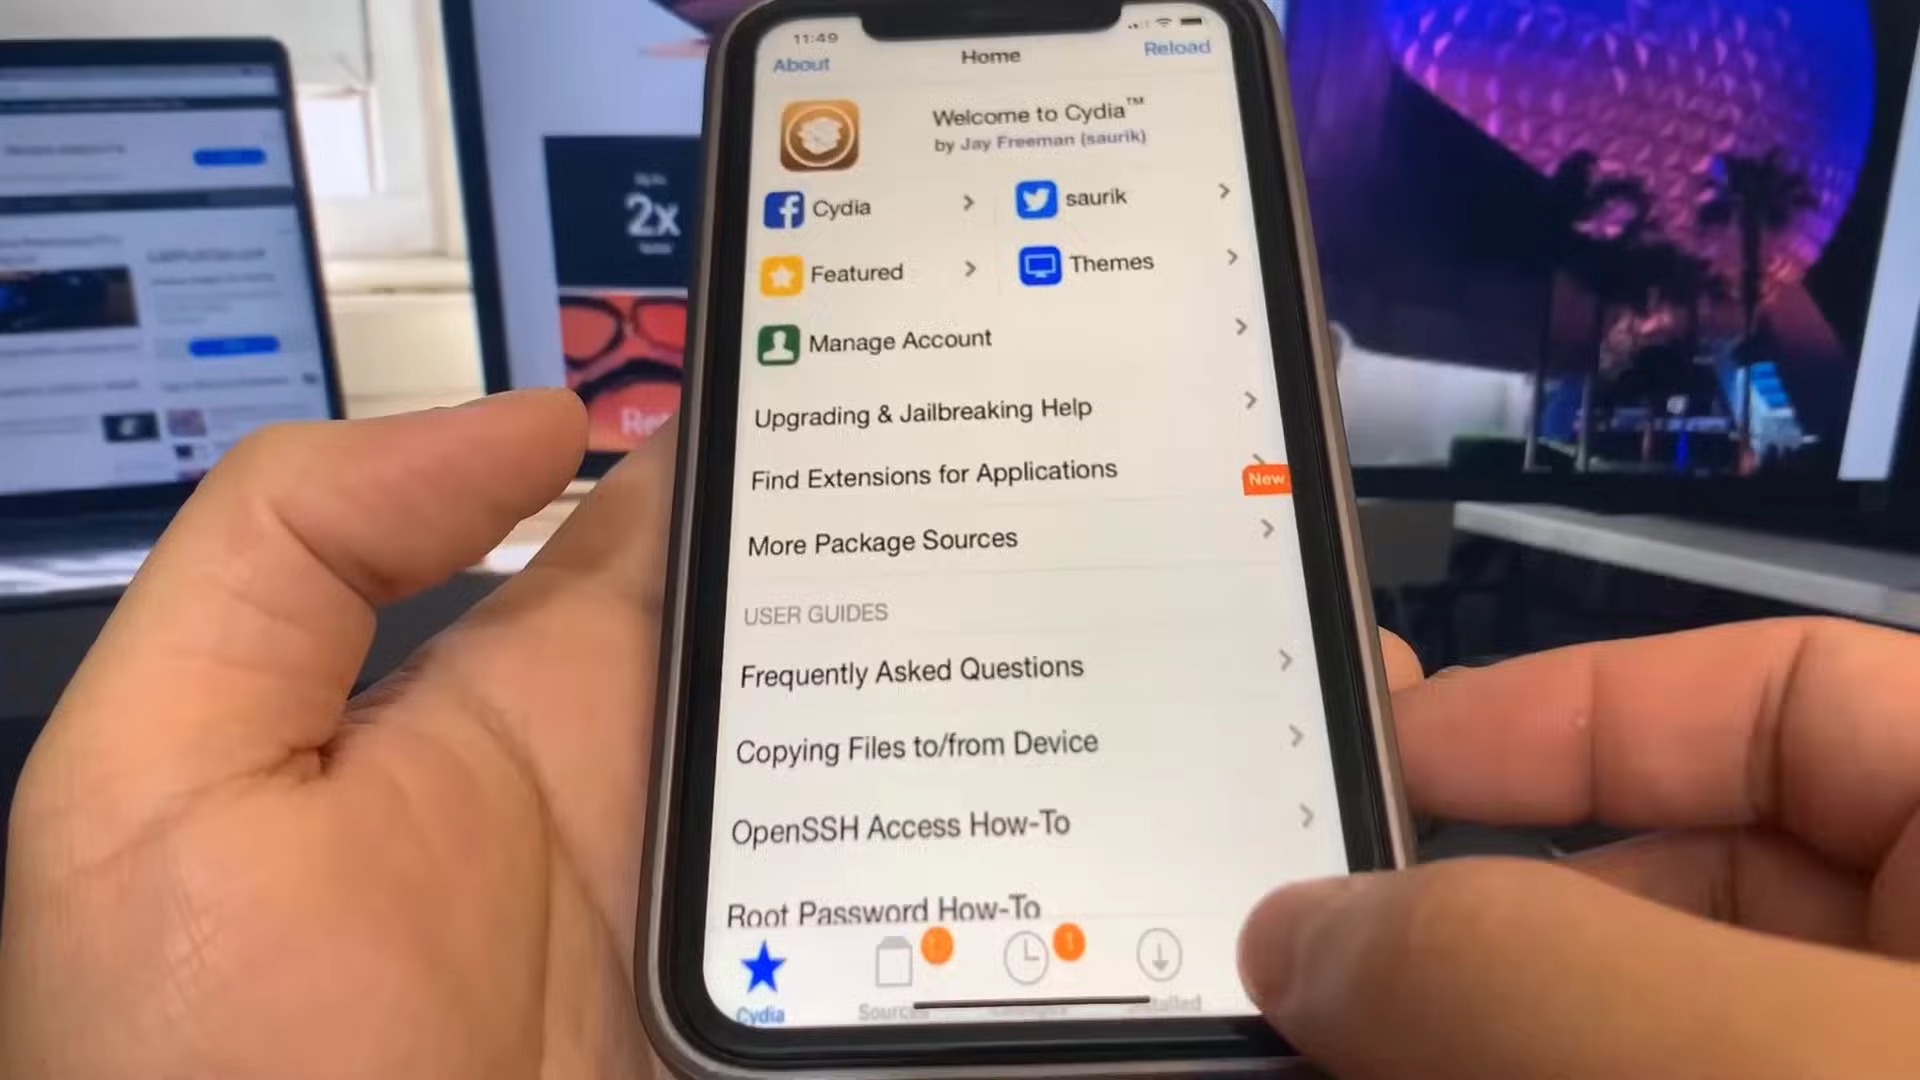 11:49
About
Home
Reload
Welcome to Cydia™
by Jay Freeman (saurik)
Cydia
saurik
Featured
Themes
Manage Account
Upgrading & Jailbreaking Help
Find Extensions for Applications
New
More Package Sources
USER GUIDES
Frequently Asked Questions
Copying Files to/from Device
OpenSSH Access How-To
Root Password How-To
1
Cydia
2x